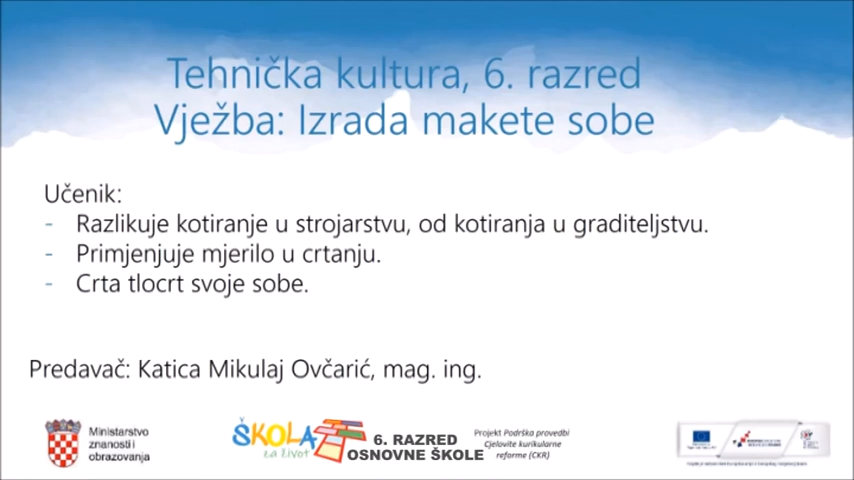 Tehnička kultura, 6. razred
Vježba: Izrada makete sobe
Učenik:
- Razlikuje kotiranje u strojarstvu, od kotiranja u graditeljstvu.
- Primjenjuje mjerilo u crtanju.
- Crta tlocrt svoje sobe.
Predavač: Katica Mikulaj Ovčarić, mag. ing.
Ministarstvo
znanosti i
obrazovanja
ŠKOLA
za život
6. RAZRED
OSNOVNE ŠKOLE
Projekt Podrška provedbi
Cjelovite kurikularne
reforme (CKR)